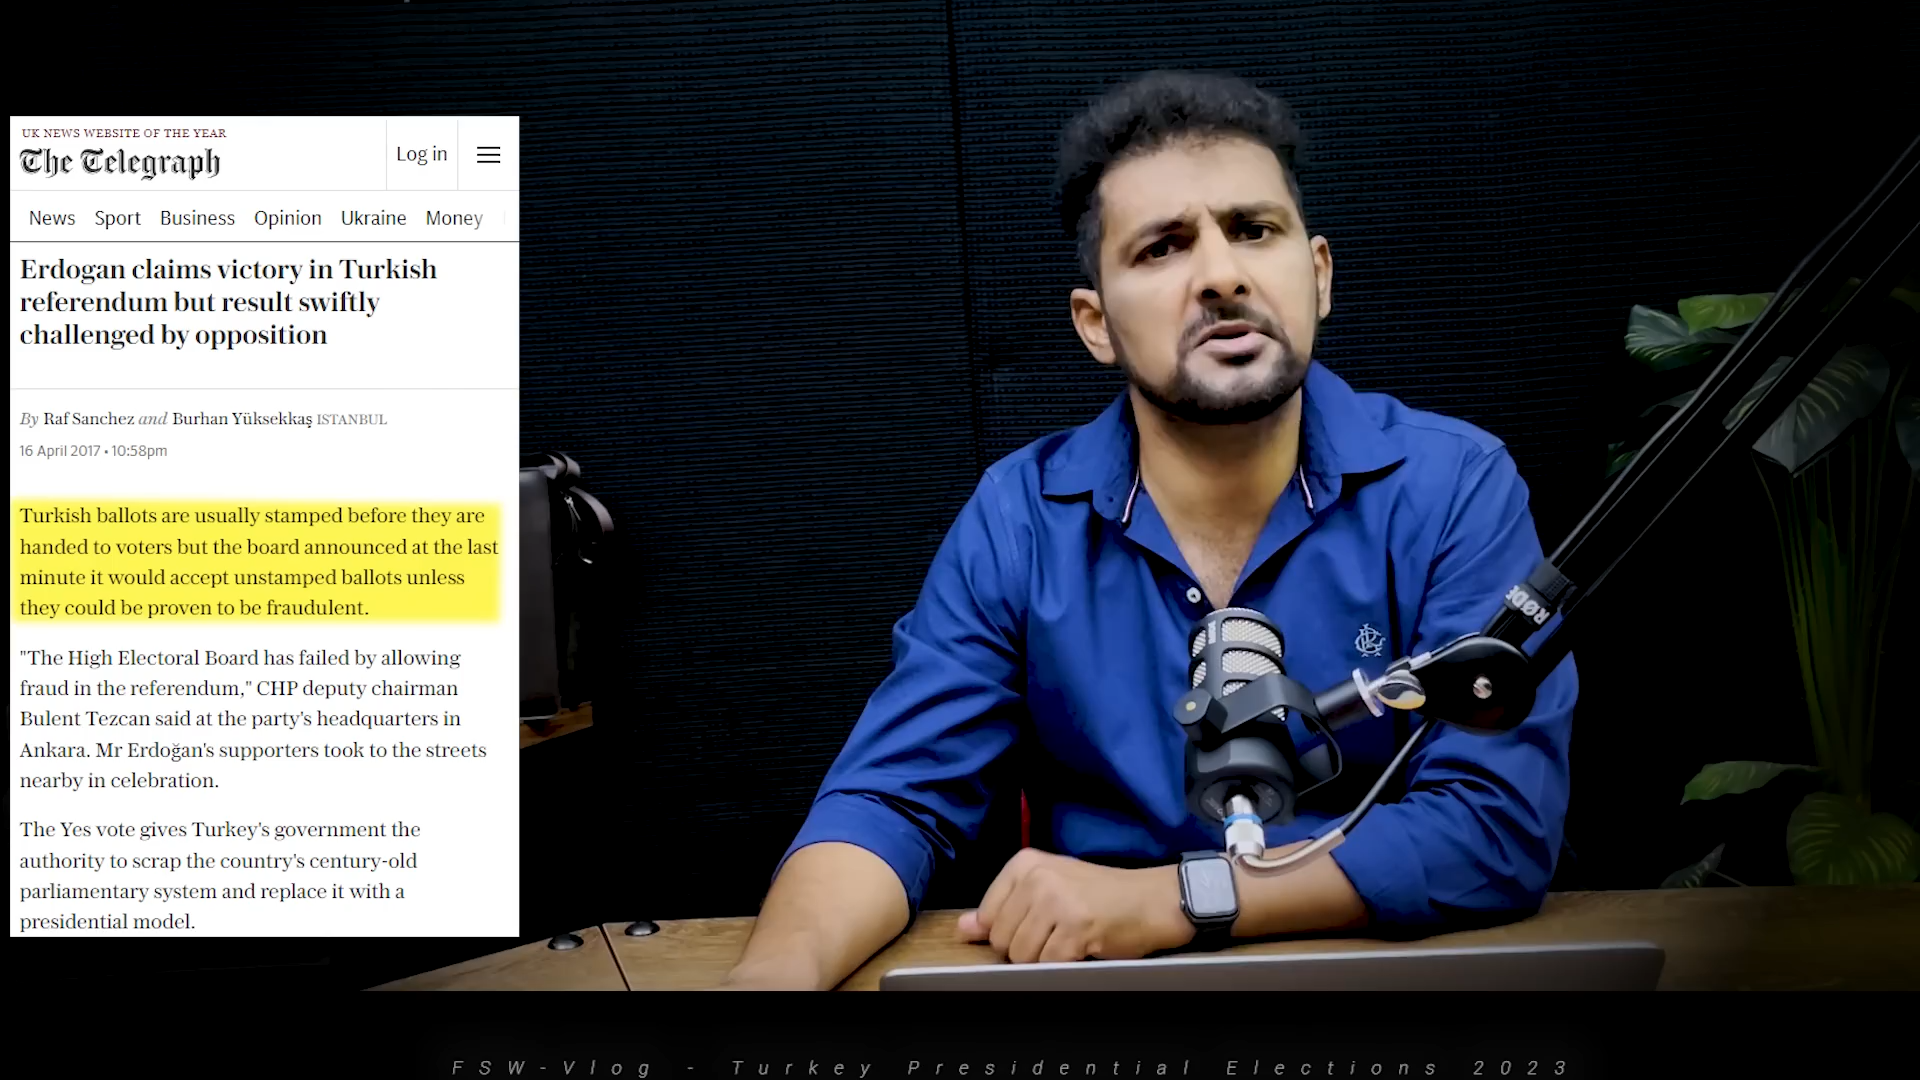 UK NEWS WEBSITE OF THE YEAR
The Telegraph
Log in
News Sport Business Opinion Ukraine Money
Erdogan claims victory in Turkish
referendum but result swiftly
challenged by opposition
By Raf Sanchez and Burhan Yüksekkaş ISTANBUL
16 April 2017 • 10:58pm
Turkish ballots are usually stamped before they are
handed to voters but the board announced at the last
minute it would accept unstamped ballots unless
they could be proven to be fraudulent.
"The High Electoral Board has failed by allowing
fraud in the referendum," CHP deputy chairman
Bulent Tezcan said at the party's headquarters in
Ankara. Mr Erdoğan's supporters took to the streets
nearby in celebration.
The Yes vote gives Turkey's government the
authority to scrap the country's century-old
parliamentary system and replace it with a
presidential model.
RØDE
FSW-Vlog - Turkey Presidential Elections 2023